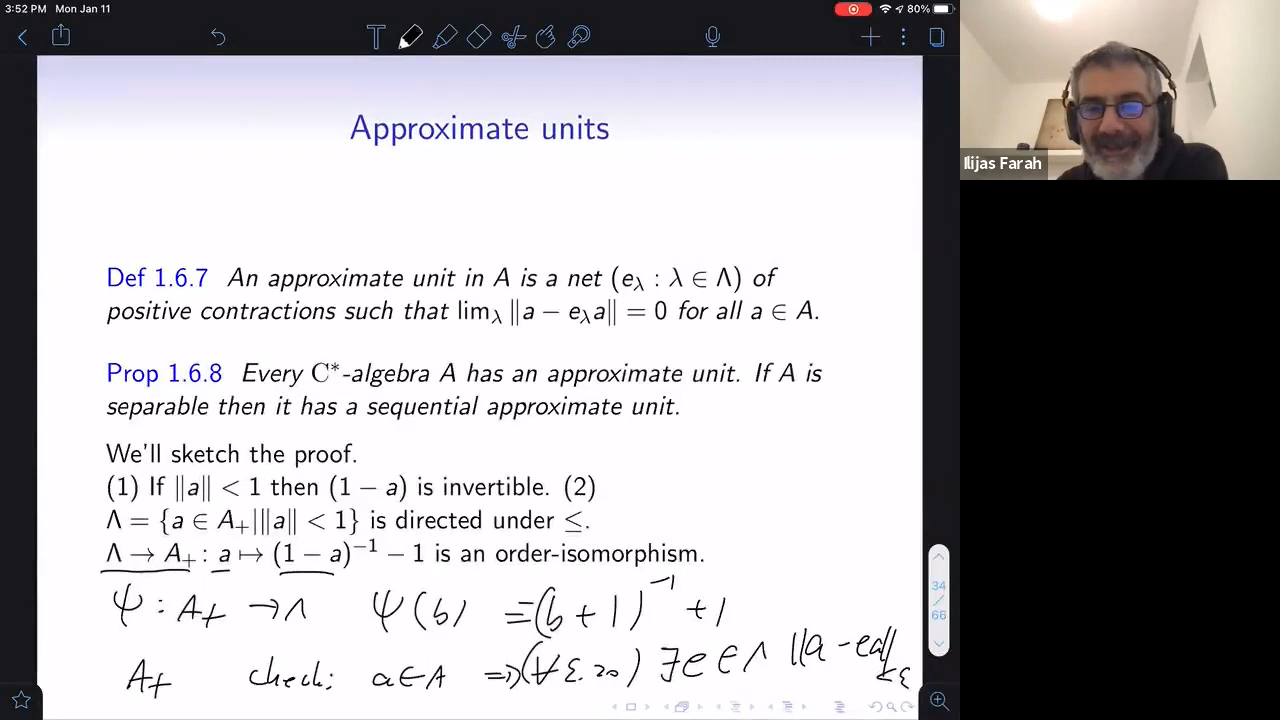 3:52 PM Mon Jan 11
80%
Approximate units
Def 1.6.7 An approximate unit in A is a net (e_λ : λ ∈ Λ) of
positive contractions such that lim_λ ‖a − e_λa‖ = 0 for all a ∈ A.
Prop 1.6.8 Every C*-algebra A has an approximate unit. If A is
separable then it has a sequential approximate unit.
We'll sketch the proof.
(1) If ‖a‖ < 1 then (1 − a) is invertible. (2)
Λ = {a ∈ A₊|‖a‖ < 1} is directed under ≤.
Λ → A₊ : a ↦ (1 − a)⁻¹ − 1 is an order-isomorphism.
Ψ : A₊ → Λ Ψ(b) = (b + 1)⁻¹ + 1
A₊ check: a ∈ A ⇒ (∀ε>0) ∃e ∈ Λ ‖a − ea‖ < ε
34
/
66
Ilijas Farah